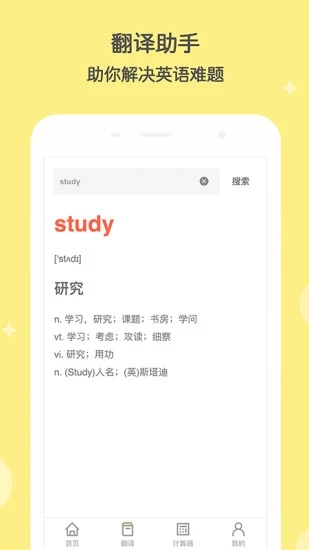 翻译助手
助你解决英语难题
study 搜索
study
['stʌdɪ]
研究
n. 学习，研究；课题；书房；学问
vt. 学习；考虑；攻读；细察
vi. 研究；用功
n. (Study)人名；(英)斯塔迪
首页 翻译 计算器 我的